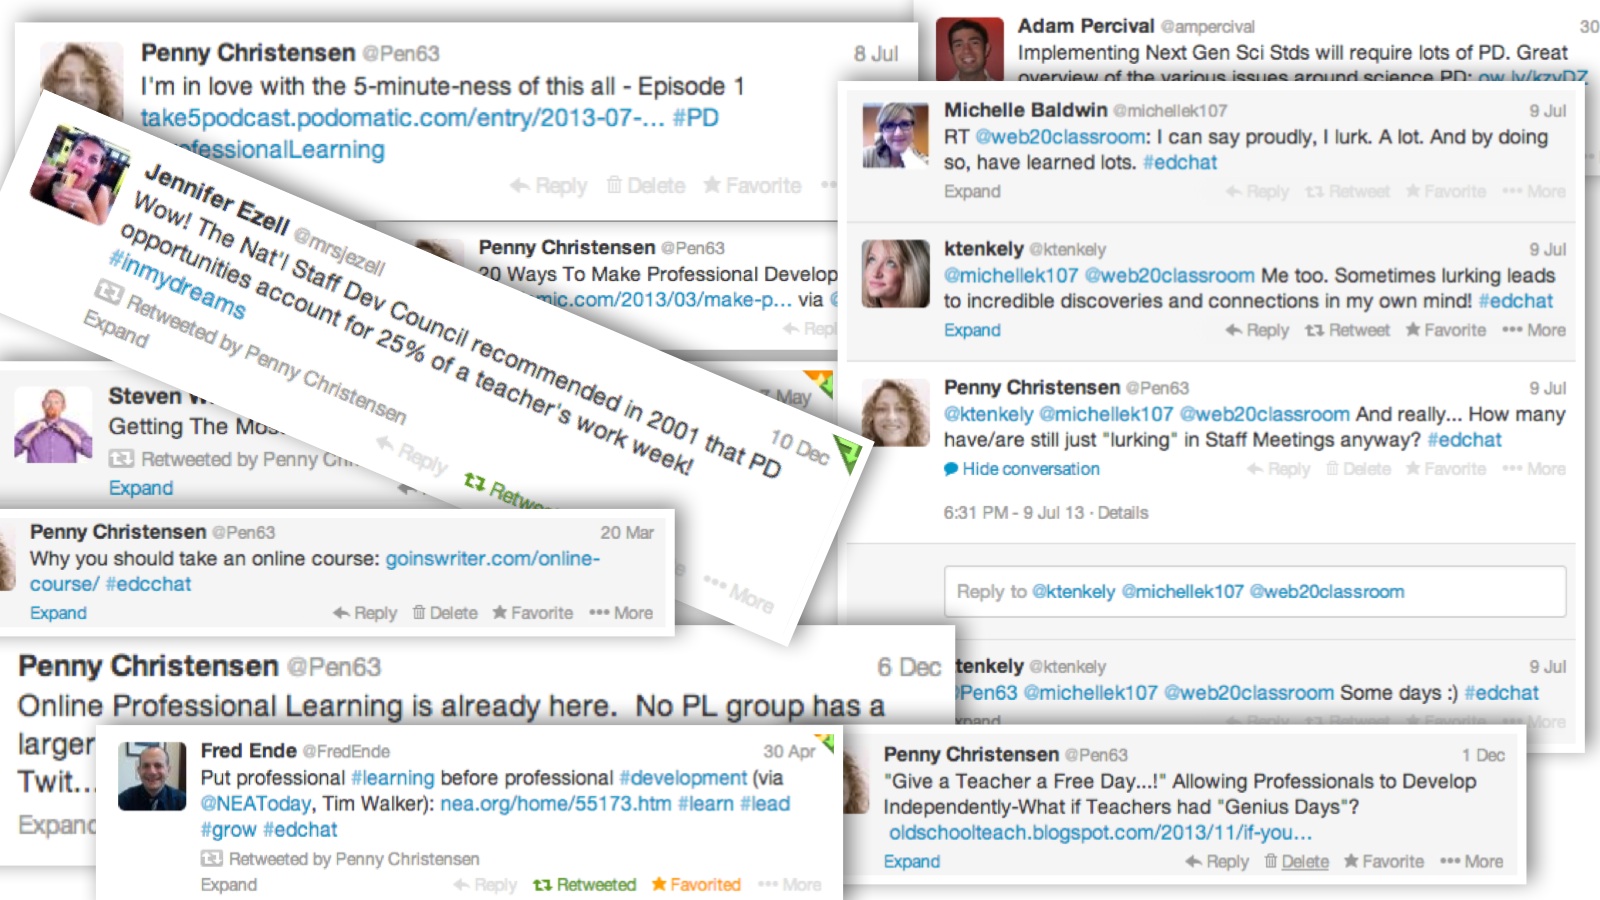 Penny Christensen @Pen63 8 Jul
I'm in love with the 5-minute-ness of this all - Episode 1
take5podcast.podomatic.com/entry/2013-07-... #PD
Reply Delete Favorite
Adam Percival @ampercival 30
Implementing Next Gen Sci Stds will require lots of PD. Great
overview of the various issues around science PD: ow.ly/kzvDZ
Michelle Baldwin @michellek107 9 Jul
RT @web20classroom: I can say proudly, I lurk. A lot. And by doing
so, have learned lots. #edchat
Expand Reply Retweet Favorite More
ktenkely @ktenkely 9 Jul
@michellek107 @web20classroom Me too. Sometimes lurking leads
to incredible discoveries and connections in my own mind! #edchat
Expand Reply Retweet Favorite More
Penny Christensen @Pen63 9 Jul
@ktenkely @michellek107 @web20classroom And really... How many
have/are still just "lurking" in Staff Meetings anyway? #edchat
Hide conversation Reply Delete Favorite More
6:31 PM - 9 Jul 13 · Details
Reply to @ktenkely @michellek107 @web20classroom
tenkely @ktenkely 9 Jul
@Pen63 @michellek107 @web20classroom Some days :) #edchat
Reply Retweet Favorite More
Jennifer Ezell @mrsjezell 10 Dec
Wow! The Nat'l Staff Dev Council recommended in 2001 that PD
opportunities account for 25% of a teacher's work week!
#inmydreams
Retweeted by Penny Christensen
Expand Reply Retwee More
Penny Christensen @Pen63
20 Ways To Make Professional Develop
mic.com/2013/03/make-p... via
Steven 7 May
Getting The Mos
Retweeted by Penny Chri
Expand
Penny Christensen @Pen63 20 Mar
Why you should take an online course: goinswriter.com/online-
course/ #edcchat
Expand Reply Delete Favorite More
Penny Christensen @Pen63 6 Dec
Online Professional Learning is already here. No PL group has a
larger
Twit...
Expand
Fred Ende @FredEnde 30 Apr
Put professional #learning before professional #development (via
@NEAToday, Tim Walker): nea.org/home/55173.htm #learn #lead
#grow #edchat
Retweeted by Penny Christensen
Expand Reply Retweeted Favorited More
Penny Christensen @Pen63 1 Dec
"Give a Teacher a Free Day...!" Allowing Professionals to Develop
Independently-What if Teachers had "Genius Days"?
oldschoolteach.blogspot.com/2013/11/if-you...
Expand Reply Delete Favorite More